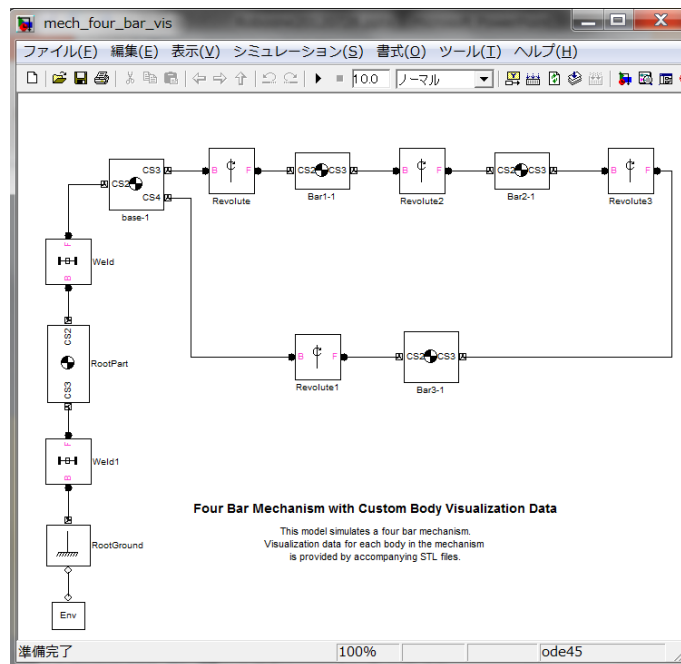 mech_four_bar_vis
ファイル(F) 編集(E) 表示(V) シミュレーション(S) 書式(O) ツール(T) ヘルプ(H)
10.0 ノーマル
CS3 B F CS2 CS3 B F CS2 CS3 B F
CS2
CS4
base-1 Revolute Bar1-1 Revolute2 Bar2-1 Revolute3
F
Weld
B
CS2
RootPart
CS3
B F CS2 CS3
Revolute1 Bar3-1
F
Weld1
B
Four Bar Mechanism with Custom Body Visualization Data
This model simulates a four bar mechanism.
Visualization data for each body in the mechanism
is provided by accompanying STL files.
RootGround
Env
準備完了 100% ode45